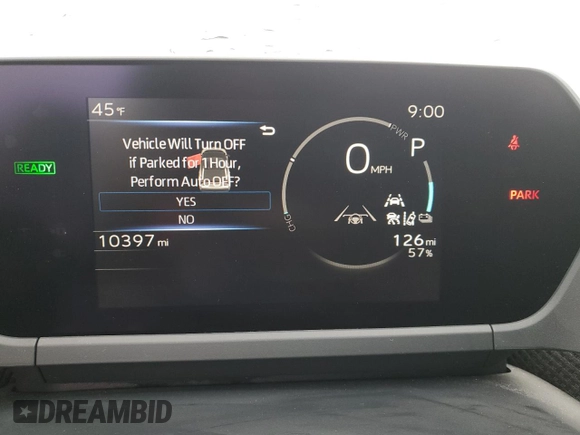 45°F
9:00
Vehicle Will Turn OFF
if Parked for 1 Hour,
Perform Auto OFF?
YES
NO
READY
PWR
P
0 MPH
CHG
PARK
10397 mi
126 mi
57%
DREAMBID